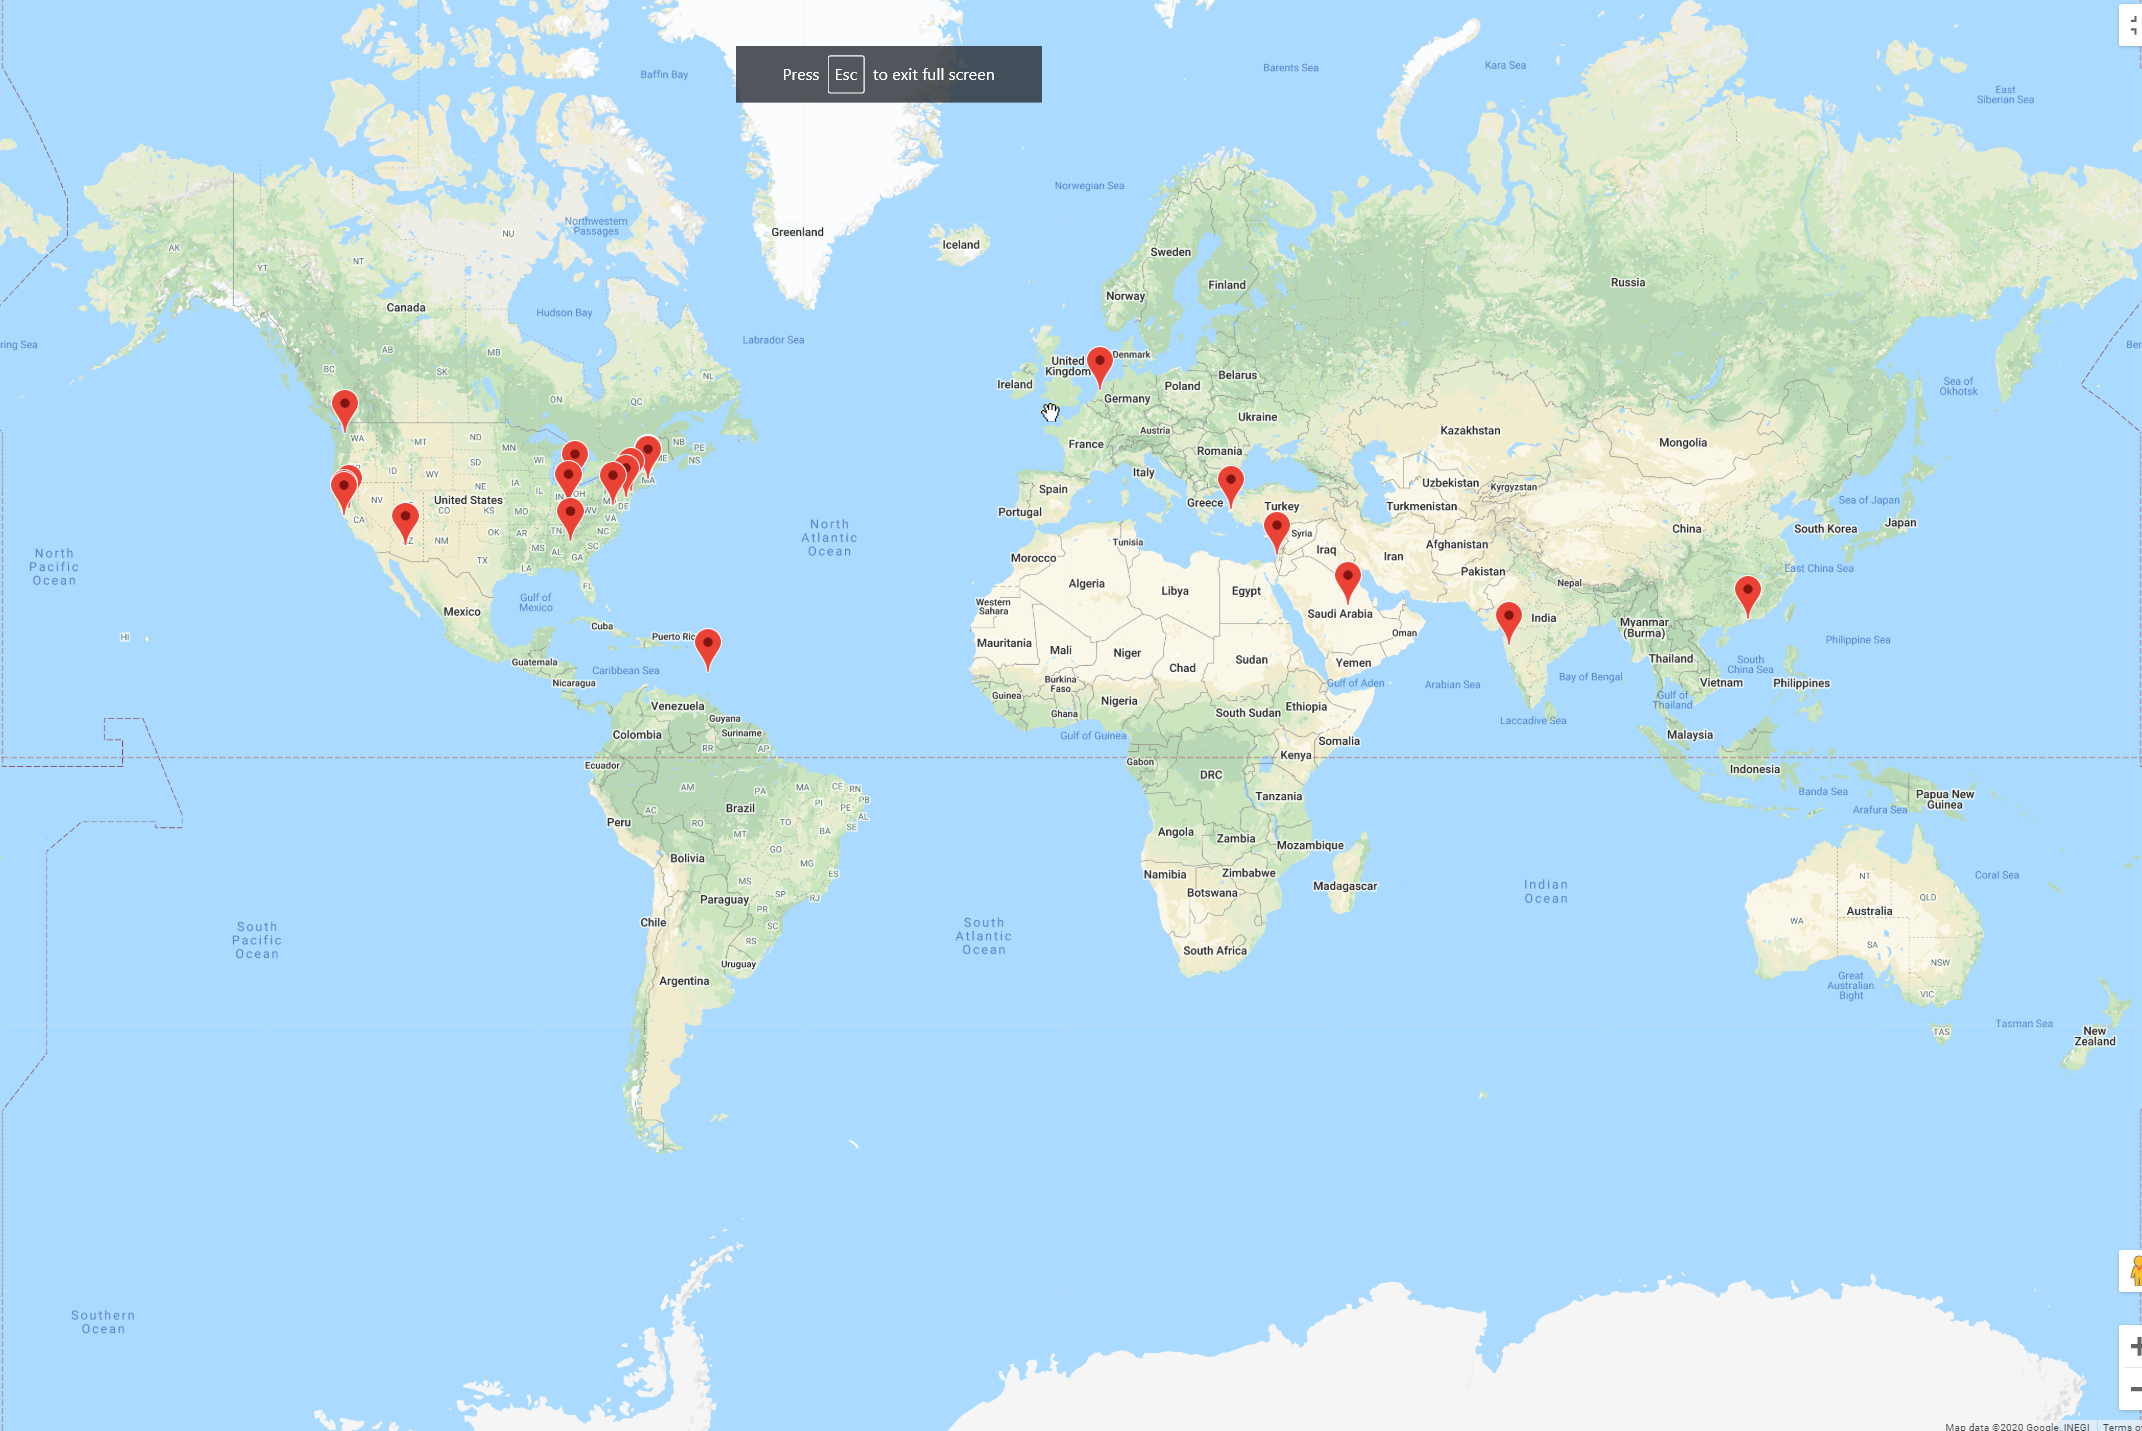 Press Esc to exit full screen
Baffin Bay
Barents Sea
Kara Sea
East
Siberian Sea
Norwegian Sea
Northwestern
Passages
NU
Greenland
Iceland
AK
YT
NT
Sweden
Finland
Russia
Norway
Canada
Hudson Bay
Labrador Sea
ring Sea
Ber
AB
MB
SK
BC
NL
ON
QC
United
Kingdom
Denmark
Ireland
Belarus
Poland
Germany
Sea of
Okhotsk
Ukraine
Austria
France
Romania
Kazakhstan
Mongolia
WA
MT
ND
MN
NB
PE
NS
ME
WI
SD
ID
WY
IA
MA
Italy
Spain
Portugal
Greece
Turkey
Uzbekistan
Kyrgyzstan
Turkmenistan
Sea of Japan
Japan
South Korea
China
NV
United States
NE
IL
IN
OH
CA
CO
KS
MO
WV
VA
DE
NM
OK
AR
TN
NC
MS
AL
SC
GA
TX
LA
FL
North
Atlantic
Ocean
North
Pacific
Ocean
Tunisia
Syria
Iraq
Iran
Afghanistan
Pakistan
Nepal
East China Sea
Morocco
Algeria
Libya
Egypt
Western
Sahara
Saudi Arabia
India
Myanmar
(Burma)
Oman
Gulf of
Mexico
Mexico
Cuba
Puerto Ric
HI
Guatemala
Caribbean Sea
Nicaragua
Mauritania
Mali
Niger
Chad
Sudan
Yemen
Gulf of Aden
Arabian Sea
Bay of Bengal
Thailand
South
China Sea
Philippine Sea
Vietnam
Philippines
Gulf of
Thailand
Laccadive Sea
Burkina
Faso
Guinea
Ghana
Nigeria
South Sudan
Ethiopia
Venezuela
Guyana
Suriname
Colombia
Gulf of Guinea
Somalia
Kenya
Malaysia
Ecuador
RR
AP
Gabon
DRC
Indonesia
Banda Sea
Papua New
Guinea
Arafura Sea
Tanzania
AM
PA
MA
CE
RN
PB
PI
PE
AL
SE
AC
Brazil
Peru
RO
TO
MT
BA
Angola
Zambia
Mozambique
GO
MG
Bolivia
ES
Namibia
Zimbabwe
Botswana
Madagascar
Indian
Ocean
NT
Coral Sea
QLD
Australia
WA
MS
SP
RJ
Paraguay
PR
SC
Chile
South
Pacific
Ocean
South
Atlantic
Ocean
SA
NSW
RS
South Africa
Uruguay
Argentina
Great
Australian
Bight
VIC
Tasman Sea
TAS
New
Zealand
Southern
Ocean
Map data ©2020 Google, INEGI
Terms o